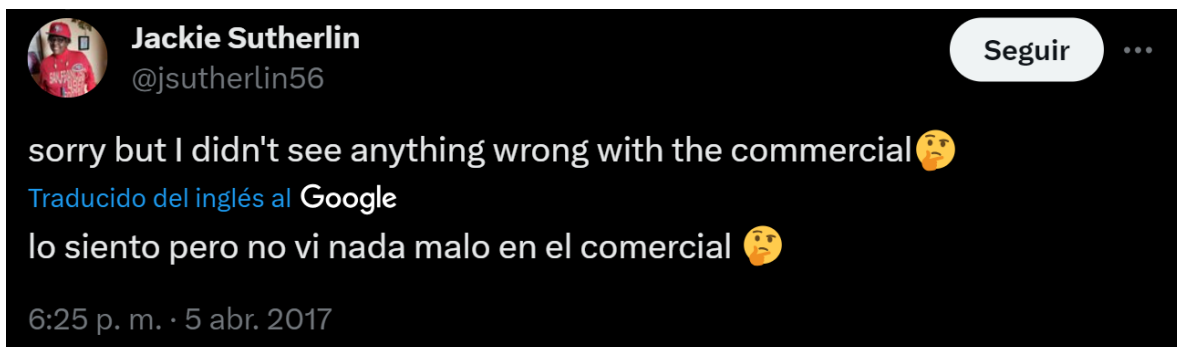 Jackie Sutherlin
Seguir
@jsutherlin56
sorry but I didn't see anything wrong with the commercial🤔
Traducido del inglés al Google
lo siento pero no vi nada malo en el comercial 🤔
6:25 p. m. · 5 abr. 2017